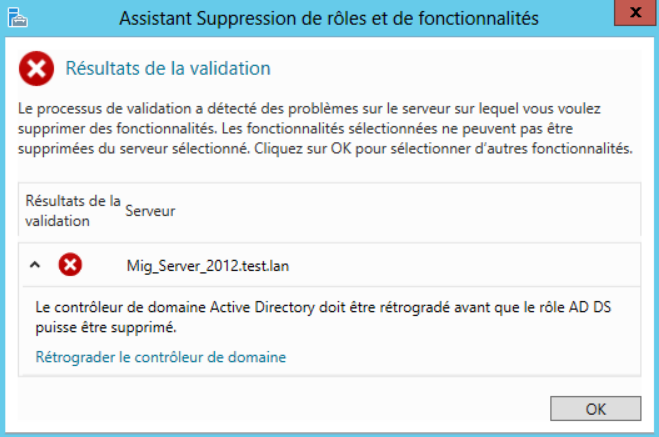 Assistant Suppression de rôles et de fonctionnalités
x
Résultats de la validation
Le processus de validation a détecté des problèmes sur le serveur sur lequel vous voulez
supprimer des fonctionnalités. Les fonctionnalités sélectionnées ne peuvent pas être
supprimées du serveur sélectionné. Cliquez sur OK pour sélectionner d'autres fonctionnalités.
Résultats de la
validation
Serveur
Mig_Server_2012.test.lan
Le contrôleur de domaine Active Directory doit être rétrogradé avant que le rôle AD DS
puisse être supprimé.
Rétrograder le contrôleur de domaine
OK